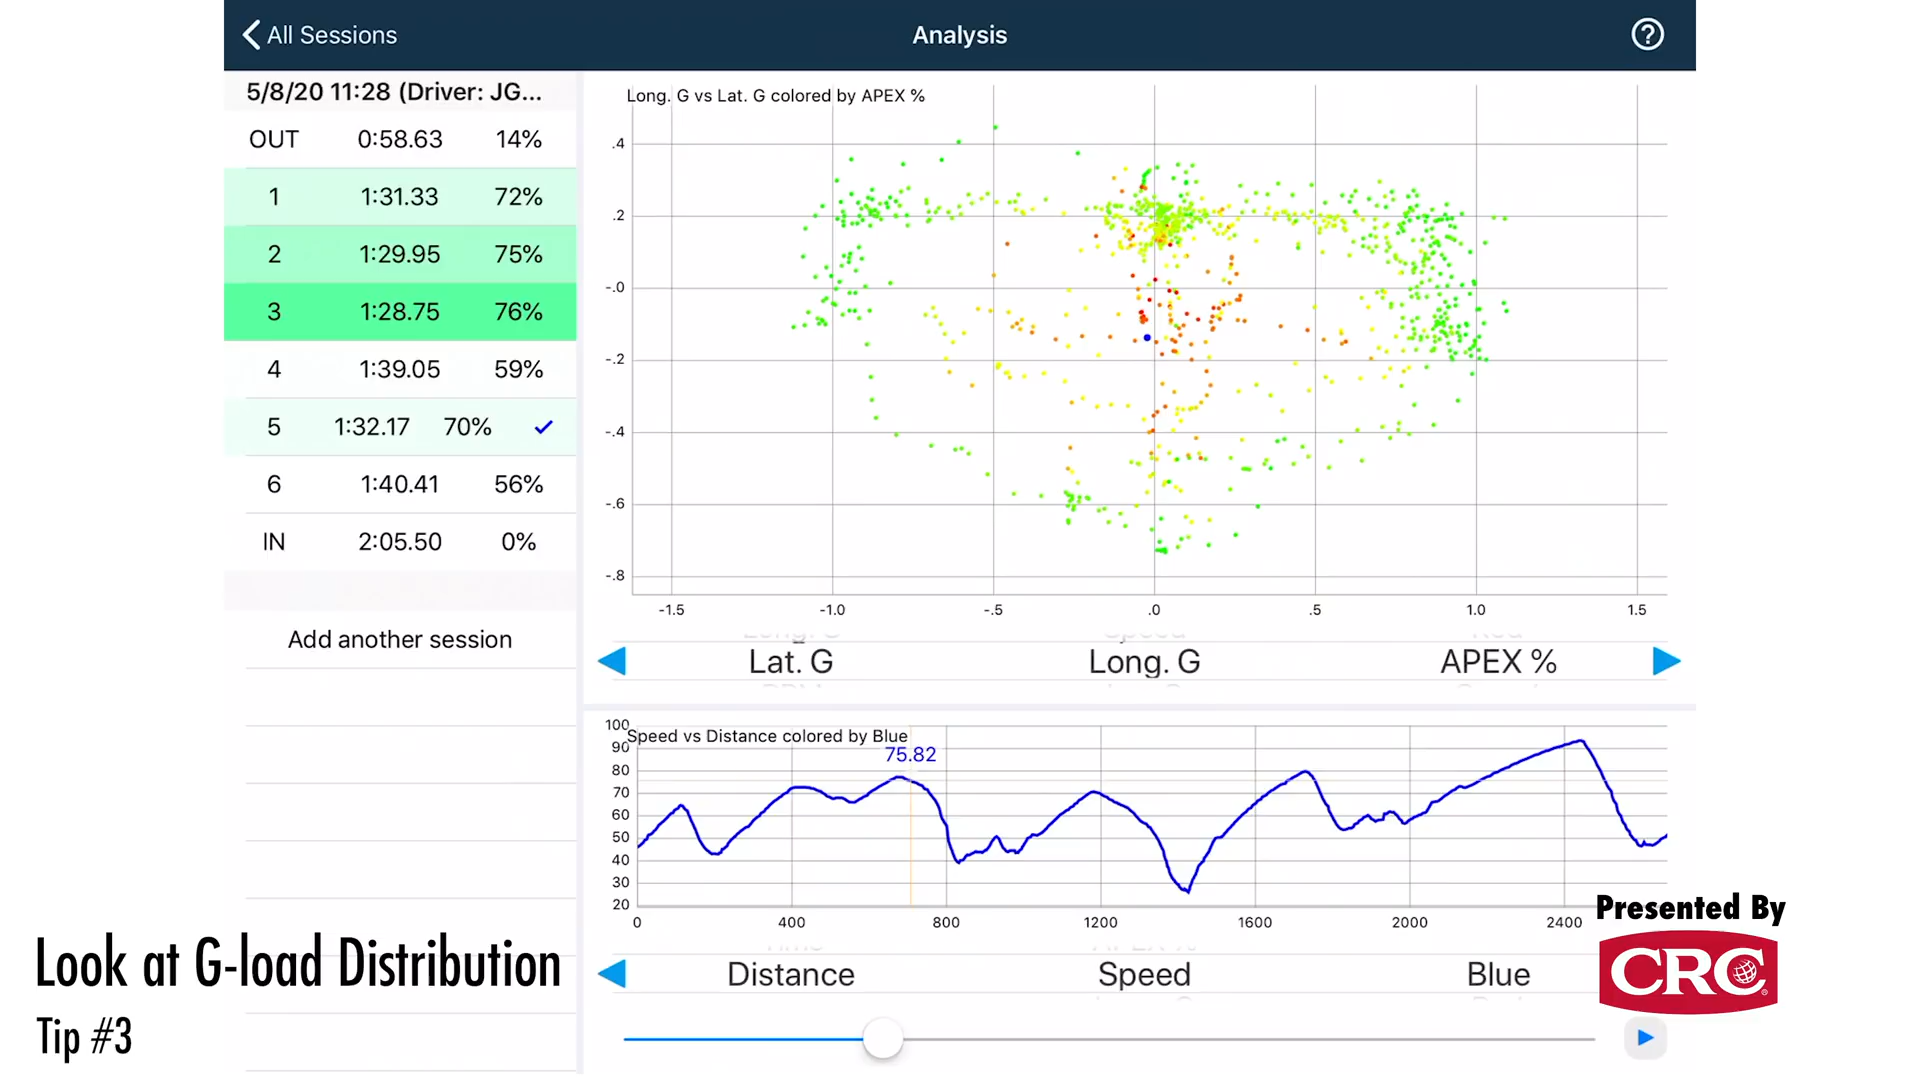 All Sessions
Analysis
5/8/20 11:28 (Driver: JG...
OUT 0:58.63 14%
1 1:31.33 72%
2 1:29.95 75%
3 1:28.75 76%
4 1:39.05 59%
5 1:32.17 70%
6 1:40.41 56%
IN 2:05.50 0%
Add another session
Long. G vs Lat. G colored by APEX %
.4
.2
-.0
-.2
-.4
-.6
-.8
-1.5 -1.0 -.5 .0 .5 1.0 1.5
Lat. G Long. G APEX %
Speed vs Distance colored by Blue
75.82
100
90
80
70
60
50
40
30
20
0 400 800 1200 1600 2000 2400
Distance Speed Blue
Look at G-load Distribution
Tip #3
Presented By
CRC